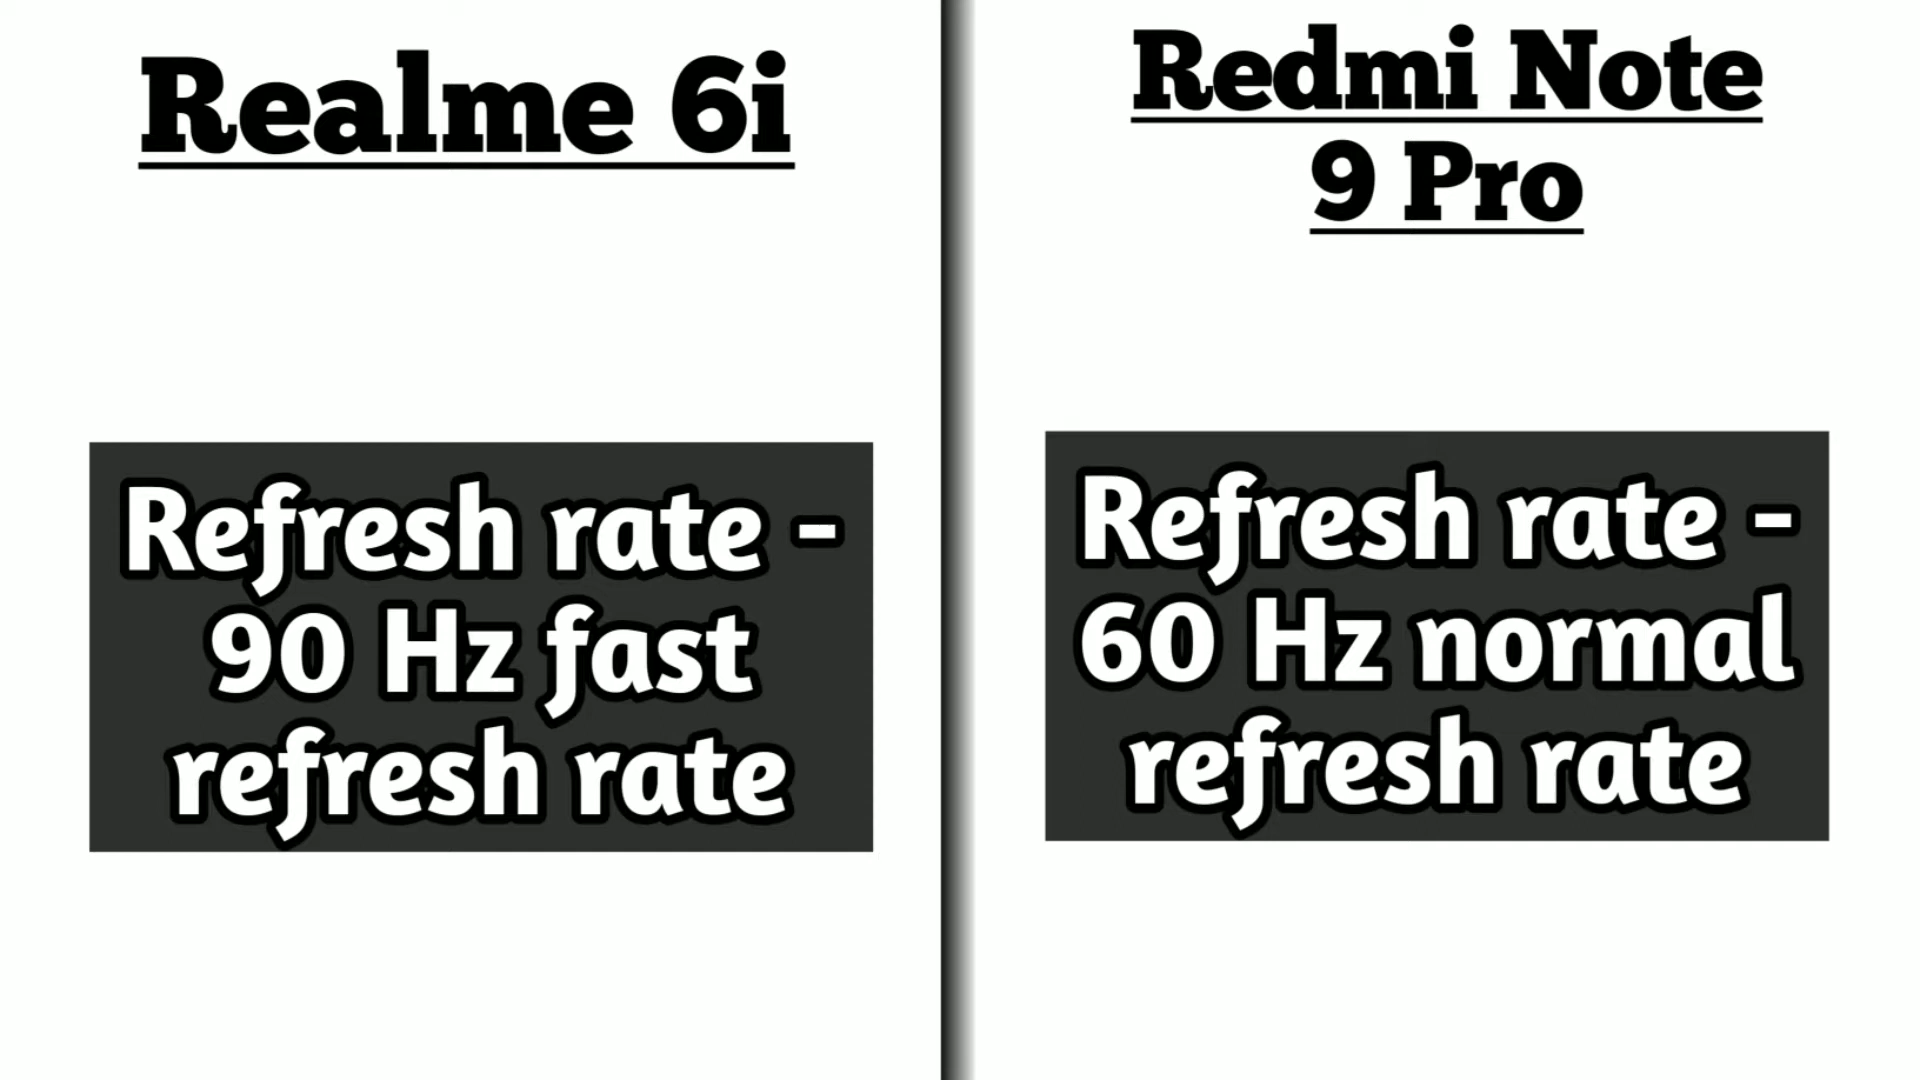 Realme 6i
Refresh rate -
90 Hz fast
refresh rate
Redmi Note
9 Pro
Refresh rate -
60 Hz normal
refresh rate